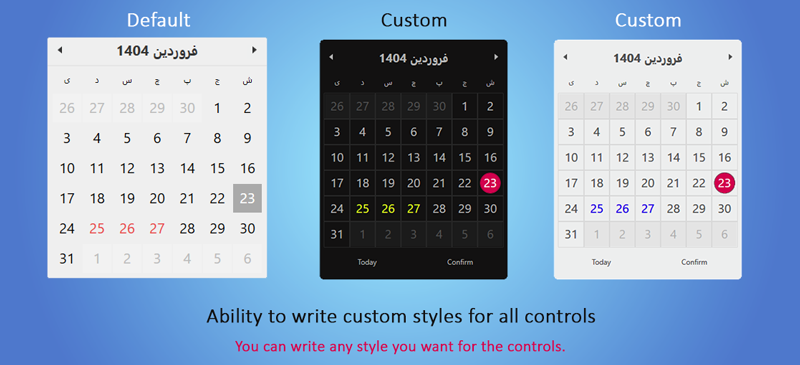 Default
فروردین 1404
ش ج پ چ س د ی
26 27 28 29 30 1 2
3 4 5 6 7 8 9
10 11 12 13 14 15 16
17 18 19 20 21 22 23
24 25 26 27 28 29 30
31 1 2 3 4 5 6
Custom
فروردین 1404
ش ج پ چ س د ی
26 27 28 29 30 1 2
3 4 5 6 7 8 9
10 11 12 13 14 15 16
17 18 19 20 21 22 23
24 25 26 27 28 29 30
31 1 2 3 4 5 6
Today Confirm
Custom
فروردین 1404
ش ج پ چ س د ی
26 27 28 29 30 1 2
3 4 5 6 7 8 9
10 11 12 13 14 15 16
17 18 19 20 21 22 23
24 25 26 27 28 29 30
31 1 2 3 4 5 6
Today Confirm
Ability to write custom styles for all controls
You can write any style you want for the controls.